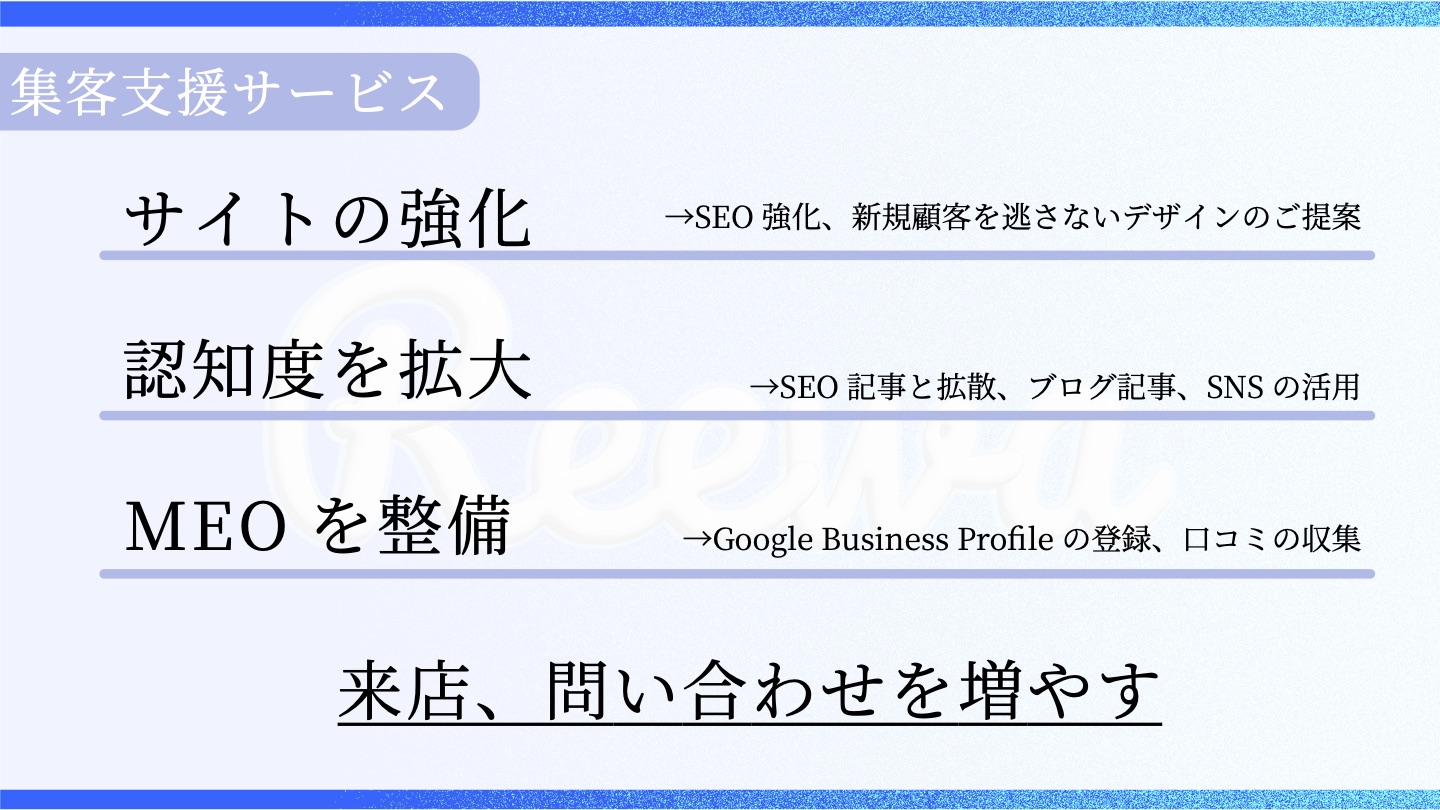 集客支援サービス
サイトの強化
→SEO 強化、新規顧客を逃さないデザインのご提案
認知度を拡大
→SEO 記事と拡散、ブログ記事、SNS の活用
Reewa
MEO を整備
→Google Business Profile の登録、口コミの収集
来店、問い合わせを増やす